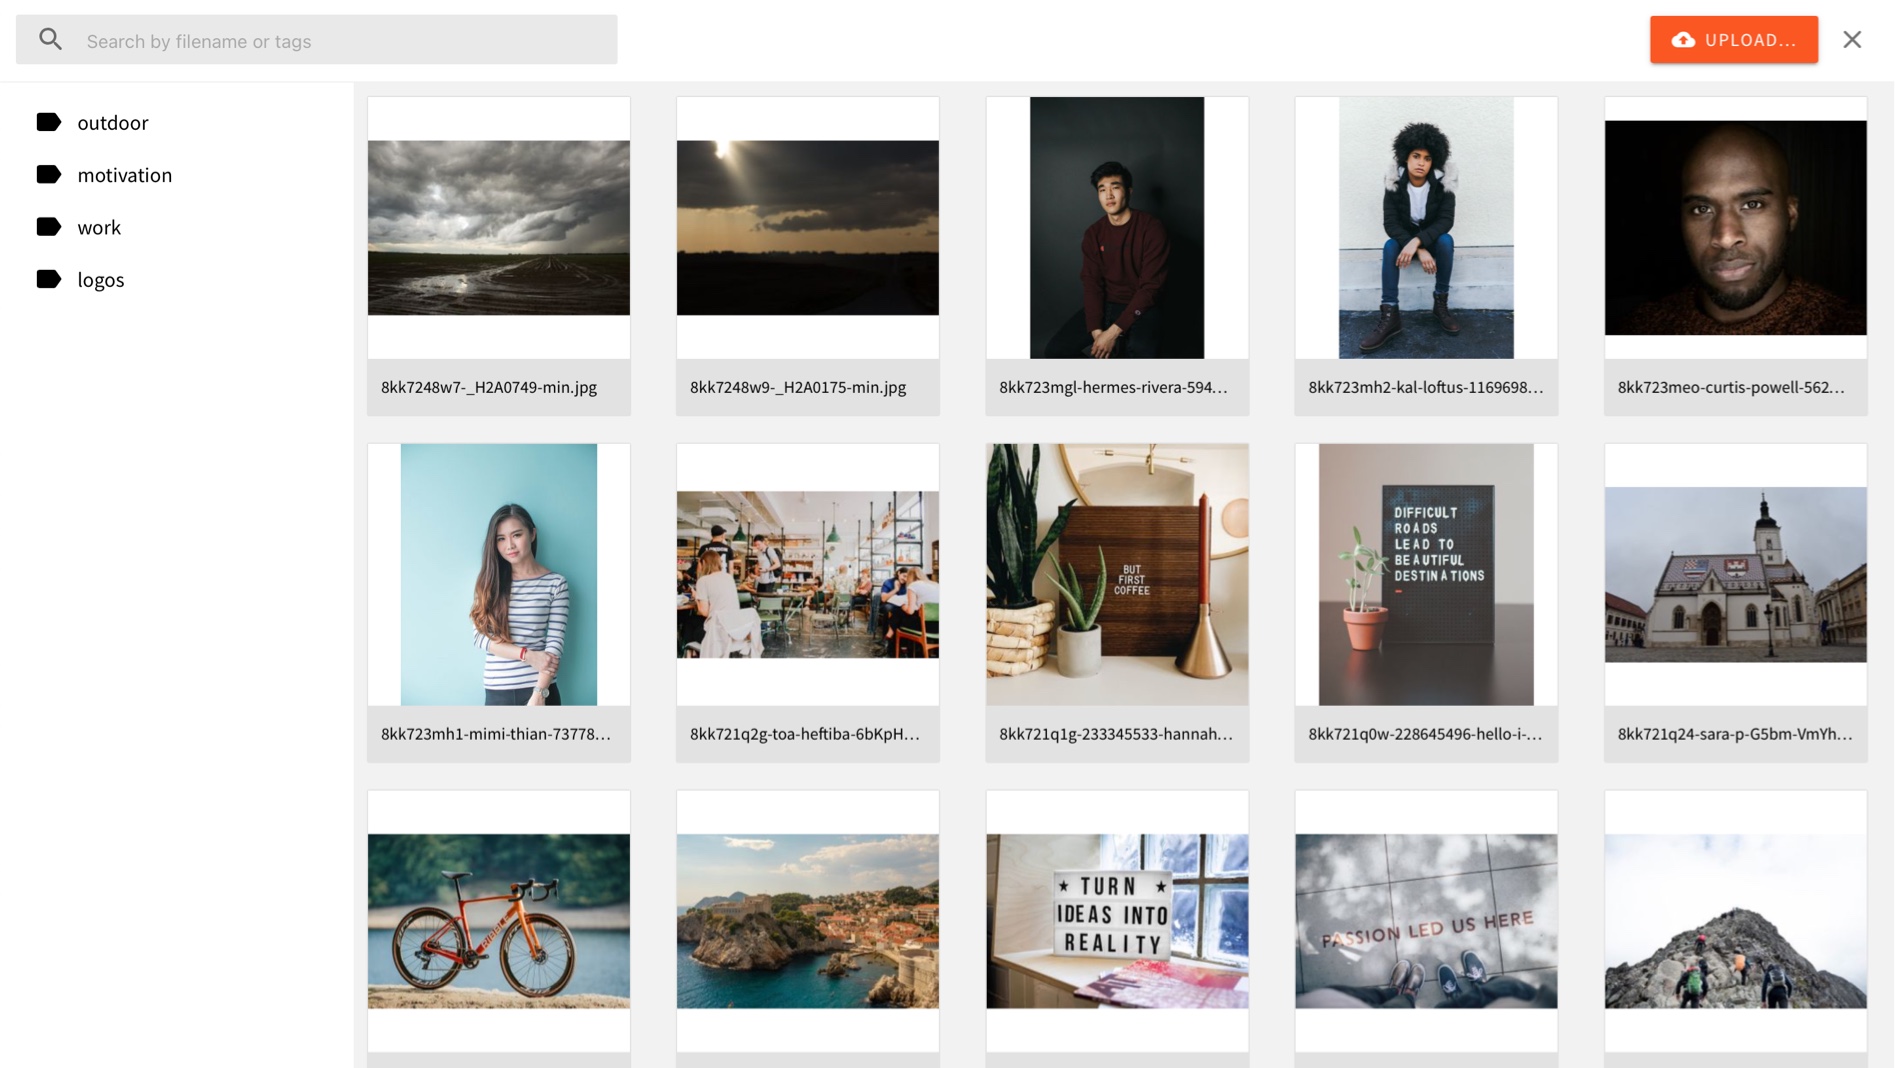 Search by filename or tags
UPLOAD...
outdoor
motivation
work
logos
8kk7248w7-_H2A0749-min.jpg
8kk7248w9-_H2A0175-min.jpg
8kk723mgl-hermes-rivera-594...
8kk723mh2-kal-loftus-1169698...
8kk723meo-curtis-powell-562...
BUT
FIRST
COFFEE
DIFFICULT
ROADS
LEAD TO
BEAUTIFUL
DESTINATIONS
8kk723mh1-mimi-thian-73778...
8kk721q2g-toa-heftiba-6bKpH...
8kk721q1g-233345533-hannah...
8kk721q0w-228645496-hello-i-...
8kk721q24-sara-p-G5bm-VmYh...
RIBBLE
★ TURN ★
IDEAS INTO
REALITY
PASSION LED US HERE